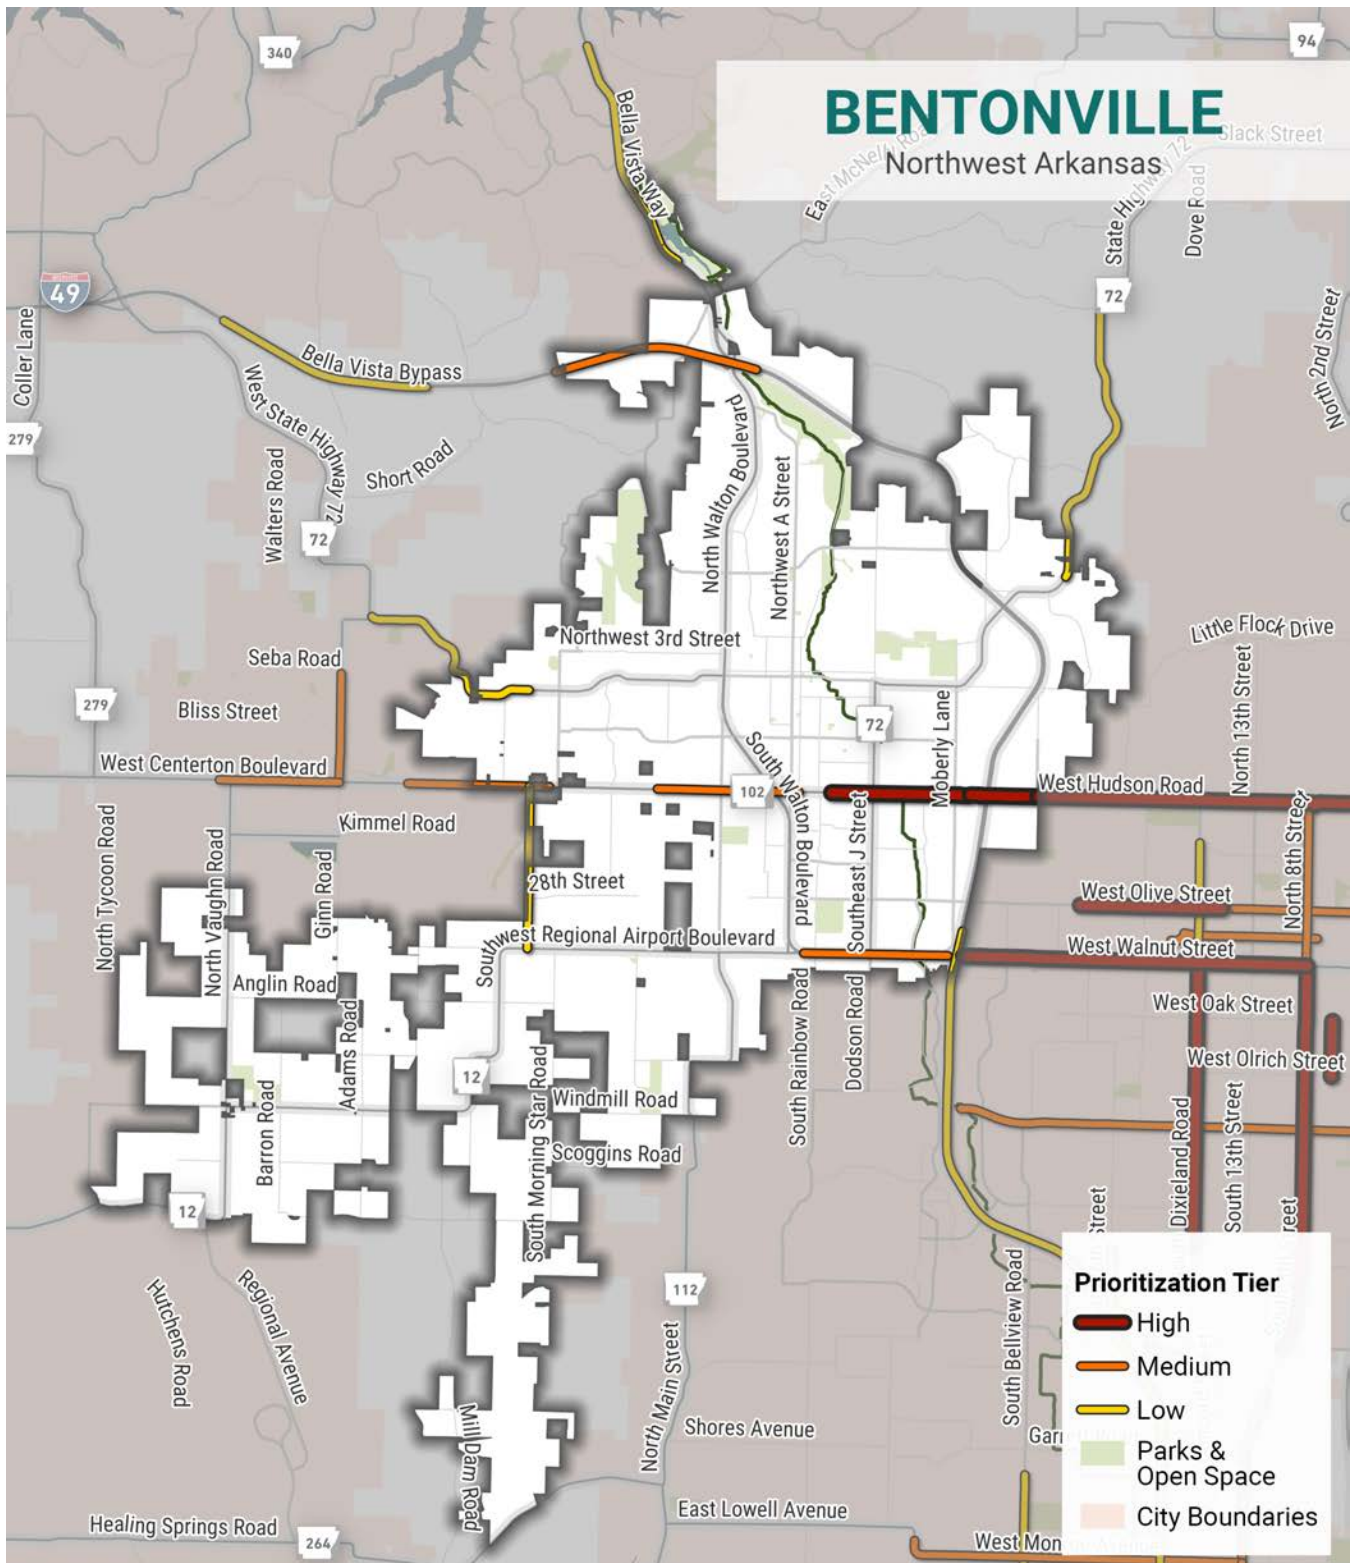 340
94
BENTONVILLE
Northwest Arkansas
Slack Street
East McNelly Road
State Highway 72
Dove Road
Bella Vista Way
49
72
Coller Lane
Bella Vista Bypass
North 2nd Street
West State Highway 72
279
Short Road
Walters Road
North Walton Boulevard
Northwest A Street
72
Northwest 3rd Street
Little Flock Drive
Seba Road
North 13th Street
279
Bliss Street
72
Moberly Lane
West Centerton Boulevard
South Walton Boulevard
102
West Hudson Road
North 8th Street
Kimmel Road
North Tycoon Road
North Vaughn Road
Ginn Road
28th Street
Southeast J Street
West Olive Street
Southwest Regional Airport Boulevard
West Walnut Street
Anglin Road
Adams Road
South Rainbow Road
Dodson Road
West Oak Street
West Olrich Street
12
South Morning Star Road
Windmill Road
Barron Road
Scoggins Road
Dixieland Road
South 13th Street
12
Street
reet
Hutchens Road
Regional Avenue
112
South Bellview Road
North Main Street
Prioritization Tier
High
Medium
Low
Parks &
Open Space
City Boundaries
Mill Dam Road
Shores Avenue
East Lowell Avenue
Healing Springs Road
264